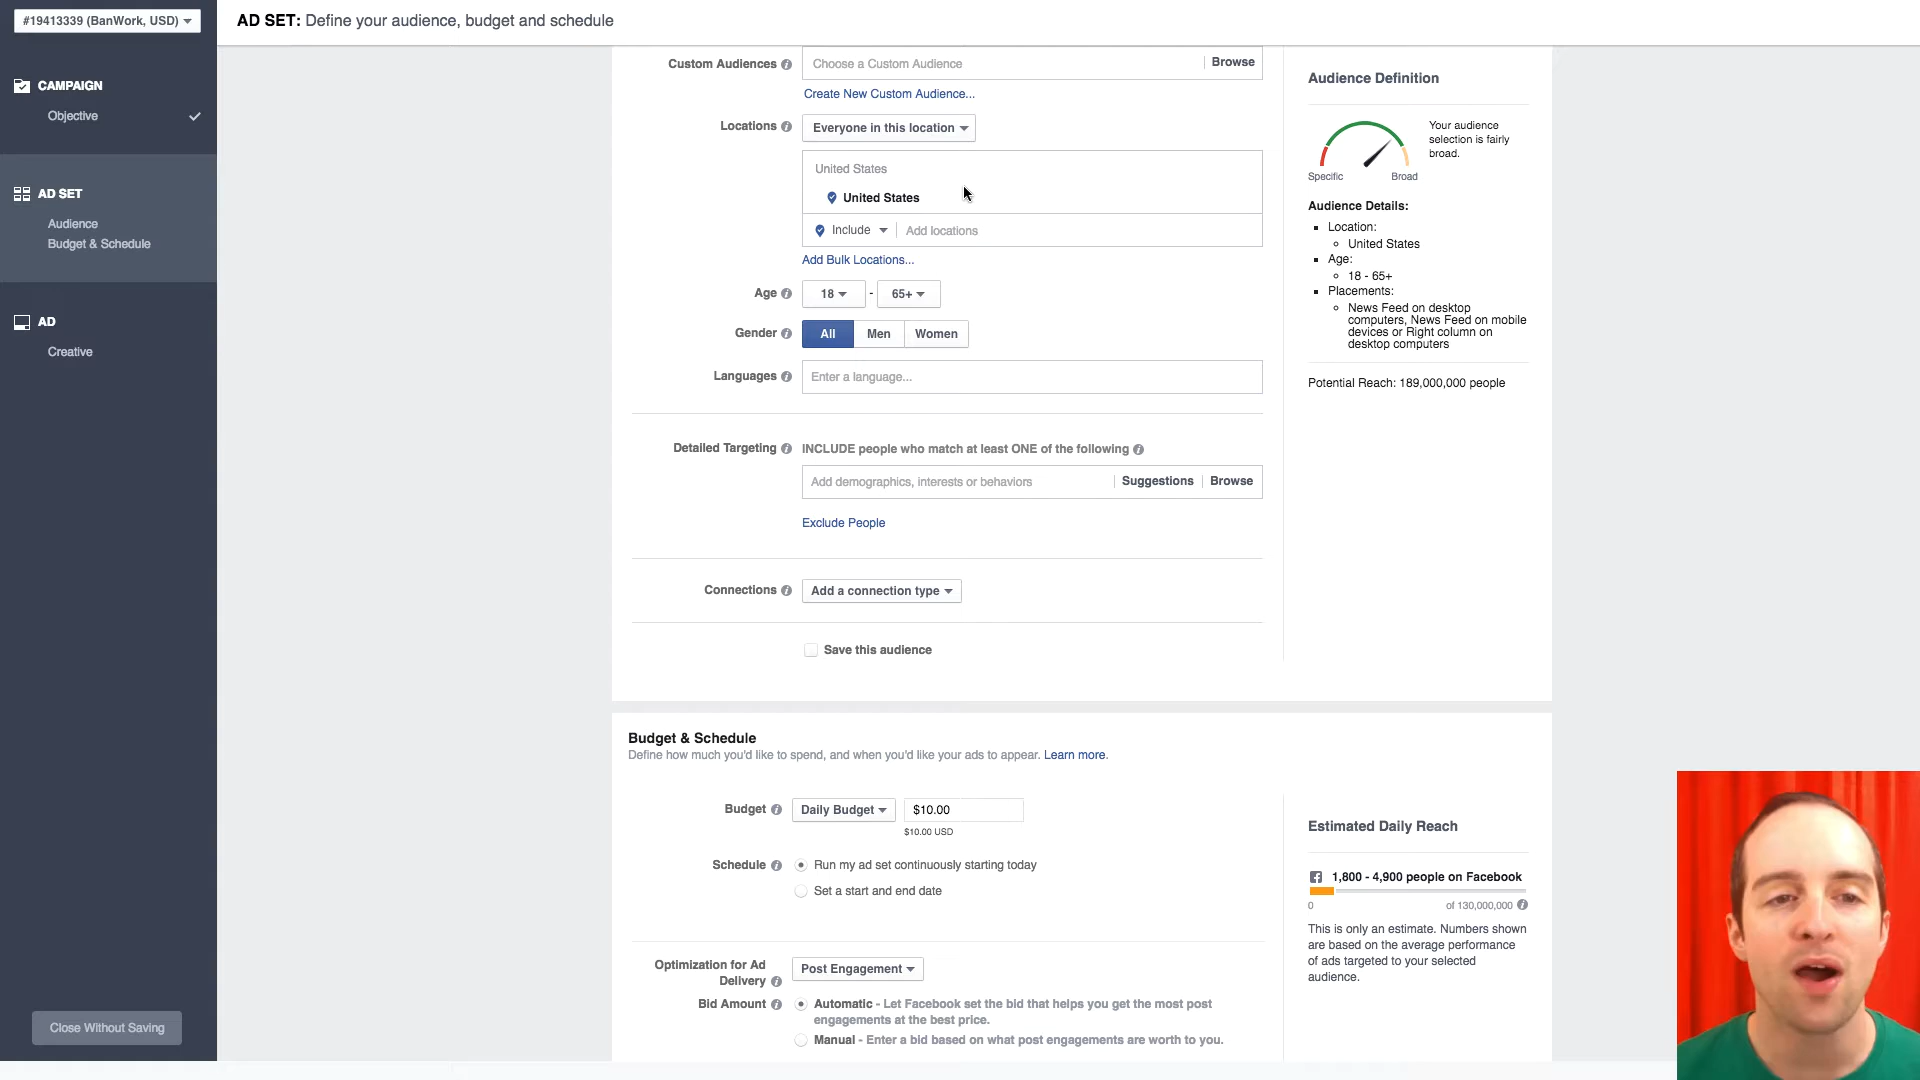 #19413339 (BanWork, USD)
AD SET: Define your audience, budget and schedule
CAMPAIGN
Objective
AD SET
Audience
Budget & Schedule
AD
Creative
Close Without Saving
Custom Audiences
Choose a Custom Audience
Browse
Create New Custom Audience...
Locations
Everyone in this location
United States
United States
Include
Add locations
Add Bulk Locations...
Age
18
-
65+
Gender
All
Men
Women
Languages
Enter a language...
Detailed Targeting
INCLUDE people who match at least ONE of the following
Add demographics, interests or behaviors
Suggestions
Browse
Exclude People
Connections
Add a connection type
Save this audience
Audience Definition
Your audience
selection is fairly
broad.
Specific
Broad
Audience Details:
Location:
United States
Age:
18 - 65+
Placements:
News Feed on desktop
computers, News Feed on mobile
devices or Right column on
desktop computers
Potential Reach: 189,000,000 people
Budget & Schedule
Define how much you'd like to spend, and when you'd like your ads to appear. Learn more.
Budget
Daily Budget
$10.00
$10.00 USD
Schedule
Run my ad set continuously starting today
Set a start and end date
Optimization for Ad
Delivery
Post Engagement
Bid Amount
Automatic - Let Facebook set the bid that helps you get the most post
engagements at the best price.
Manual - Enter a bid based on what post engagements are worth to you.
Estimated Daily Reach
1,800 - 4,900 people on Facebook
0
of 130,000,000
This is only an estimate. Numbers shown
are based on the average performance
of ads targeted to your selected
audience.